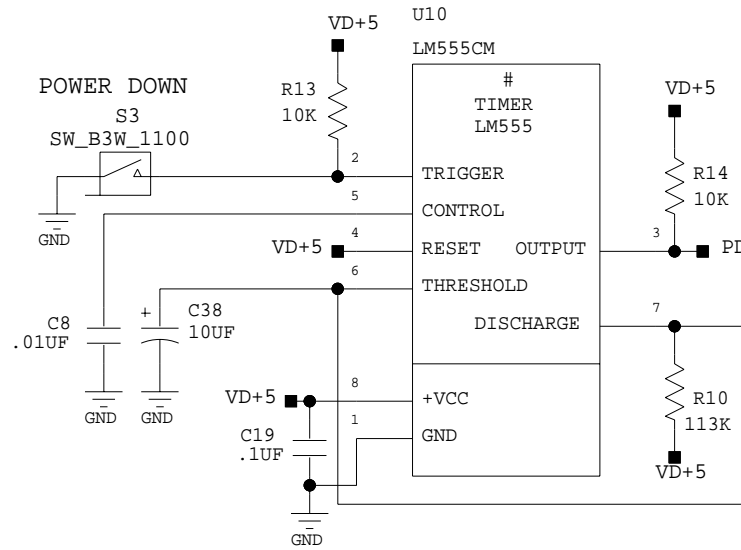 U10
VD+5
LM555CM
POWER DOWN
S3
SW_B3W_1100
R13
10K
#
TIMER
LM555
VD+5
R14
10K
2
TRIGGER
5
CONTROL
GND
VD+5
4
RESET
OUTPUT
3
PD
6
THRESHOLD
+
C8
.01UF
C38
10UF
DISCHARGE
7
GND
GND
VD+5
8
+VCC
R10
113K
C19
.1UF
1
GND
VD+5
GND